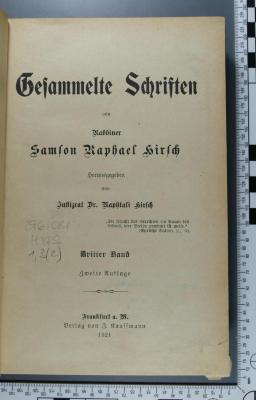 Gesammelte Schriften
von
Rabbiner
Samson Raphael Hirsch
Herausgegeben
von
Justizrat Dr. Naphtali Hirsch
Dritter Band
Zweite Auflage
Frankfurt a. M.
Verlag von J. Kauffmann
1921